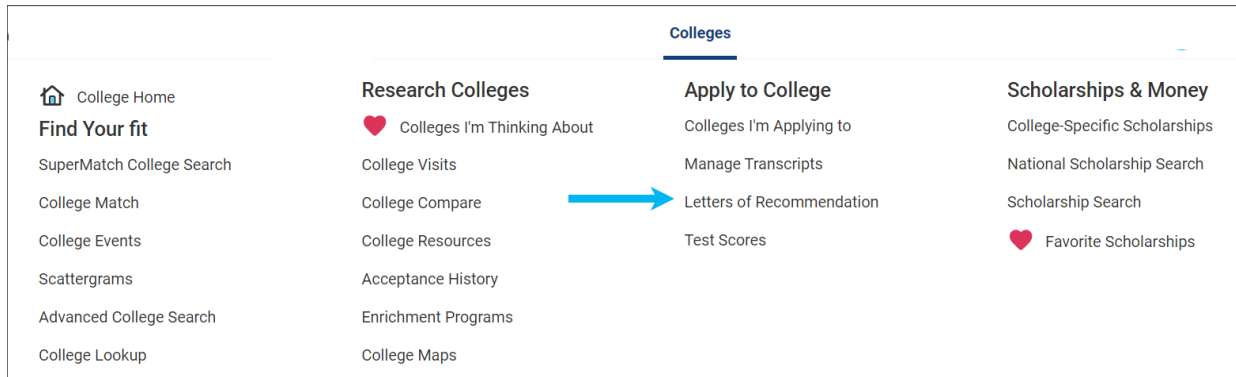 Colleges
College Home
Find Your fit
SuperMatch College Search
College Match
College Events
Scattergrams
Advanced College Search
College Lookup
Research Colleges
Colleges I'm Thinking About
College Visits
College Compare
College Resources
Acceptance History
Enrichment Programs
College Maps
Apply to College
Colleges I'm Applying to
Manage Transcripts
Letters of Recommendation
Test Scores
Scholarships & Money
College-Specific Scholarships
National Scholarship Search
Scholarship Search
Favorite Scholarships